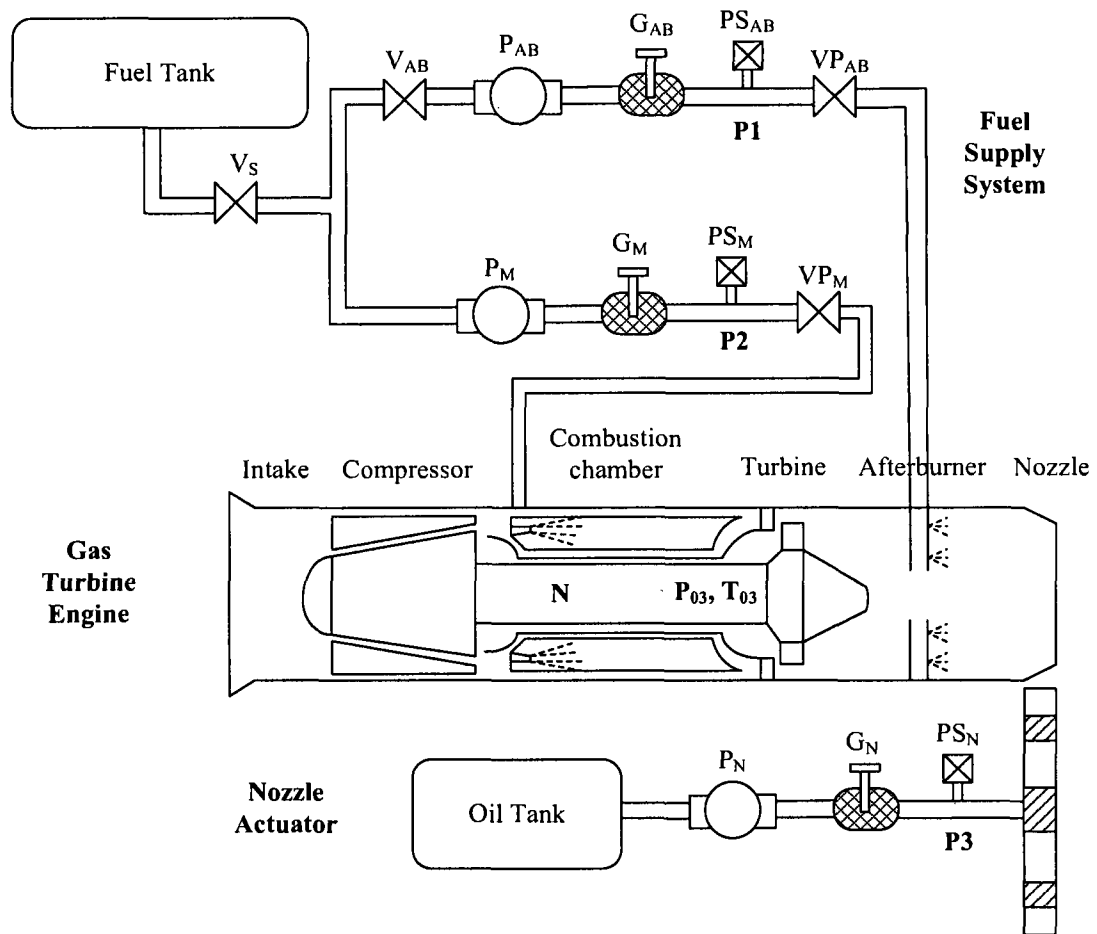 Fuel Tank
V_AB
P_AB
G_AB
PS_AB
VP_AB
P1
Fuel
Supply
System
V_S
P_M
G_M
PS_M
VP_M
P2
Intake
Compressor
Combustion
chamber
Turbine
Afterburner
Nozzle
Gas
Turbine
Engine
N
P_03, T_03
Nozzle
Actuator
Oil Tank
P_N
G_N
PS_N
P3